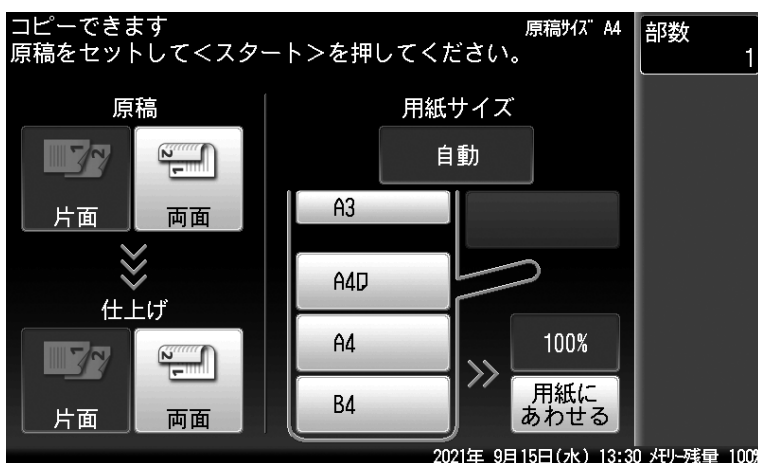 コピーできます
原稿をセットして＜スタート＞を押してください。
原稿ｻｲｽﾞ A4
部数
1
原稿
片面
両面
仕上げ
片面
両面
用紙サイズ
自動
A3
A4
A4
B4
100%
用紙に
あわせる
2021年 9月15日(水) 13:30 ﾒﾓﾘｰ残量 100%